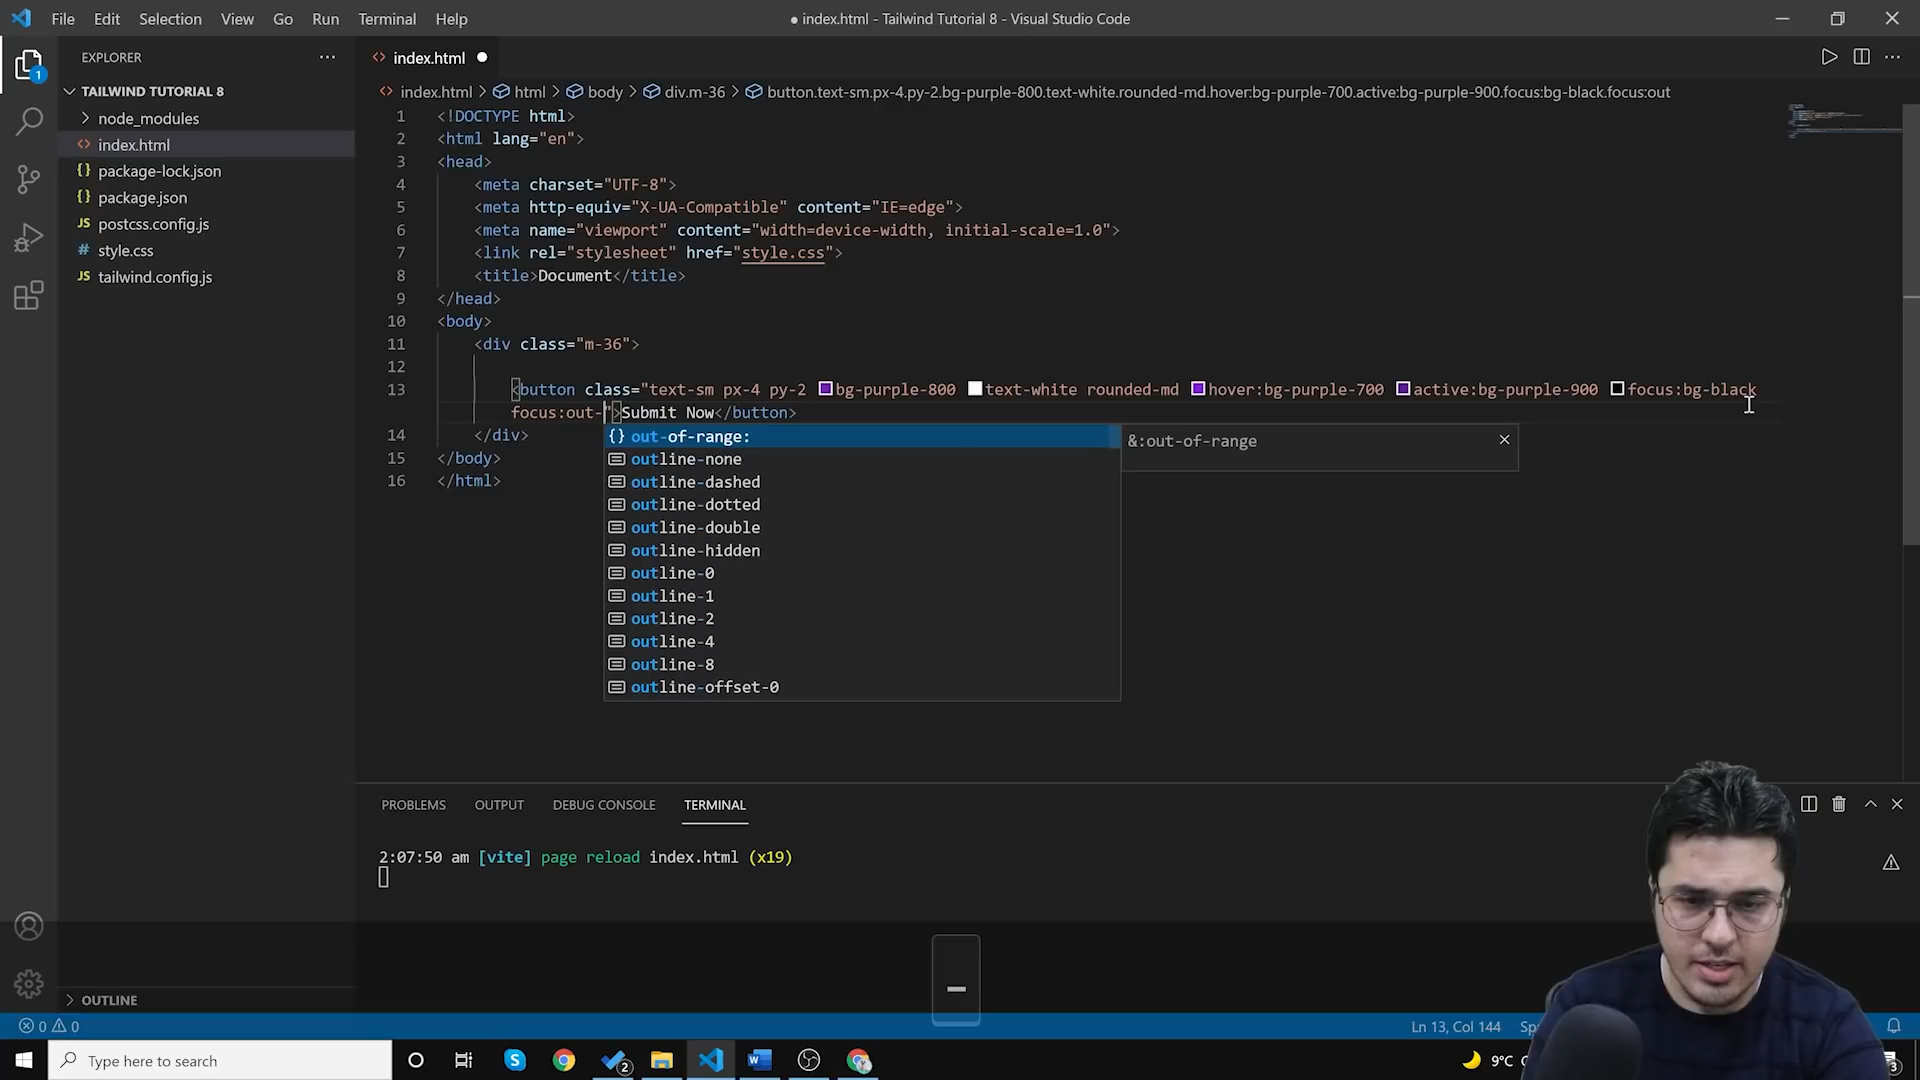 File Edit Selection View Go Run Terminal Help
● index.html - Tailwind Tutorial 8 - Visual Studio Code
EXPLORER
1
TAILWIND TUTORIAL 8
node_modules
index.html
package-lock.json
package.json
postcss.config.js
style.css
tailwind.config.js
OUTLINE
index.html
index.html > html > body > div.m-36 > button.text-sm.px-4.py-2.bg-purple-800.text-white.rounded-md.hover:bg-purple-700.active:bg-purple-900.focus:bg-black.focus:out
1 <!DOCTYPE html>
2 <html lang="en">
3 <head>
4 <meta charset="UTF-8">
5 <meta http-equiv="X-UA-Compatible" content="IE=edge">
6 <meta name="viewport" content="width=device-width, initial-scale=1.0">
7 <link rel="stylesheet" href="style.css">
8 <title>Document</title>
9 </head>
10 <body>
11 <div class="m-36">
12
13 <button class="text-sm px-4 py-2 bg-purple-800 text-white rounded-md hover:bg-purple-700 active:bg-purple-900 focus:bg-black
focus:out-">Submit Now</button>
14 </div>
15 </body>
16 </html>
out-of-range:
outline-none
outline-dashed
outline-dotted
outline-double
outline-hidden
outline-0
outline-1
outline-2
outline-4
outline-8
outline-offset-0
&:out-of-range
PROBLEMS OUTPUT DEBUG CONSOLE TERMINAL
2:07:50 am [vite] page reload index.html (x19)
-
0 0
Ln 13, Col 144
Type here to search
2
9°C
3